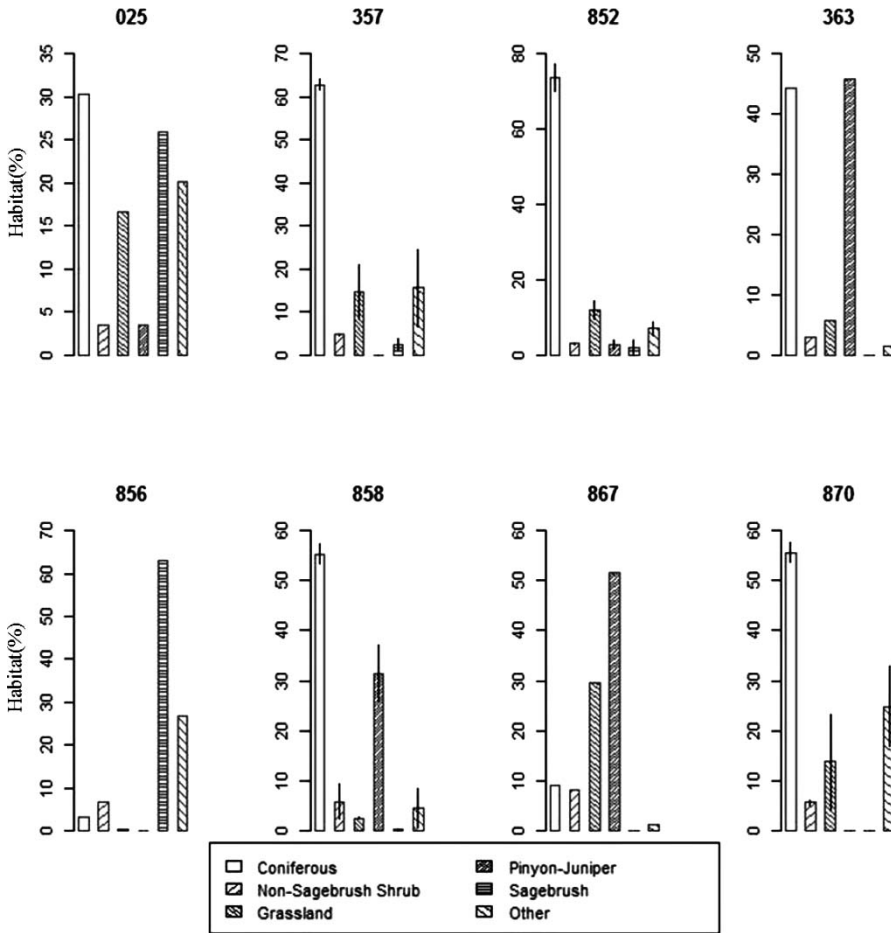 025 357 852 363
35 70 80 50
30 60 60 40
25 50 40 30
20 40 20 20
15 30 0 10
10 20 0
5 10
0 0
Habitat(%)
856 858 867 870
70 60 60 60
60 50 50 50
50 40 40 40
40 30 30 30
30 20 20 20
20 10 10 10
10 0 0 0
0
Habitat(%)
Coniferous Pinyon-Juniper
Non-Sagebrush Shrub Sagebrush
Grassland Other